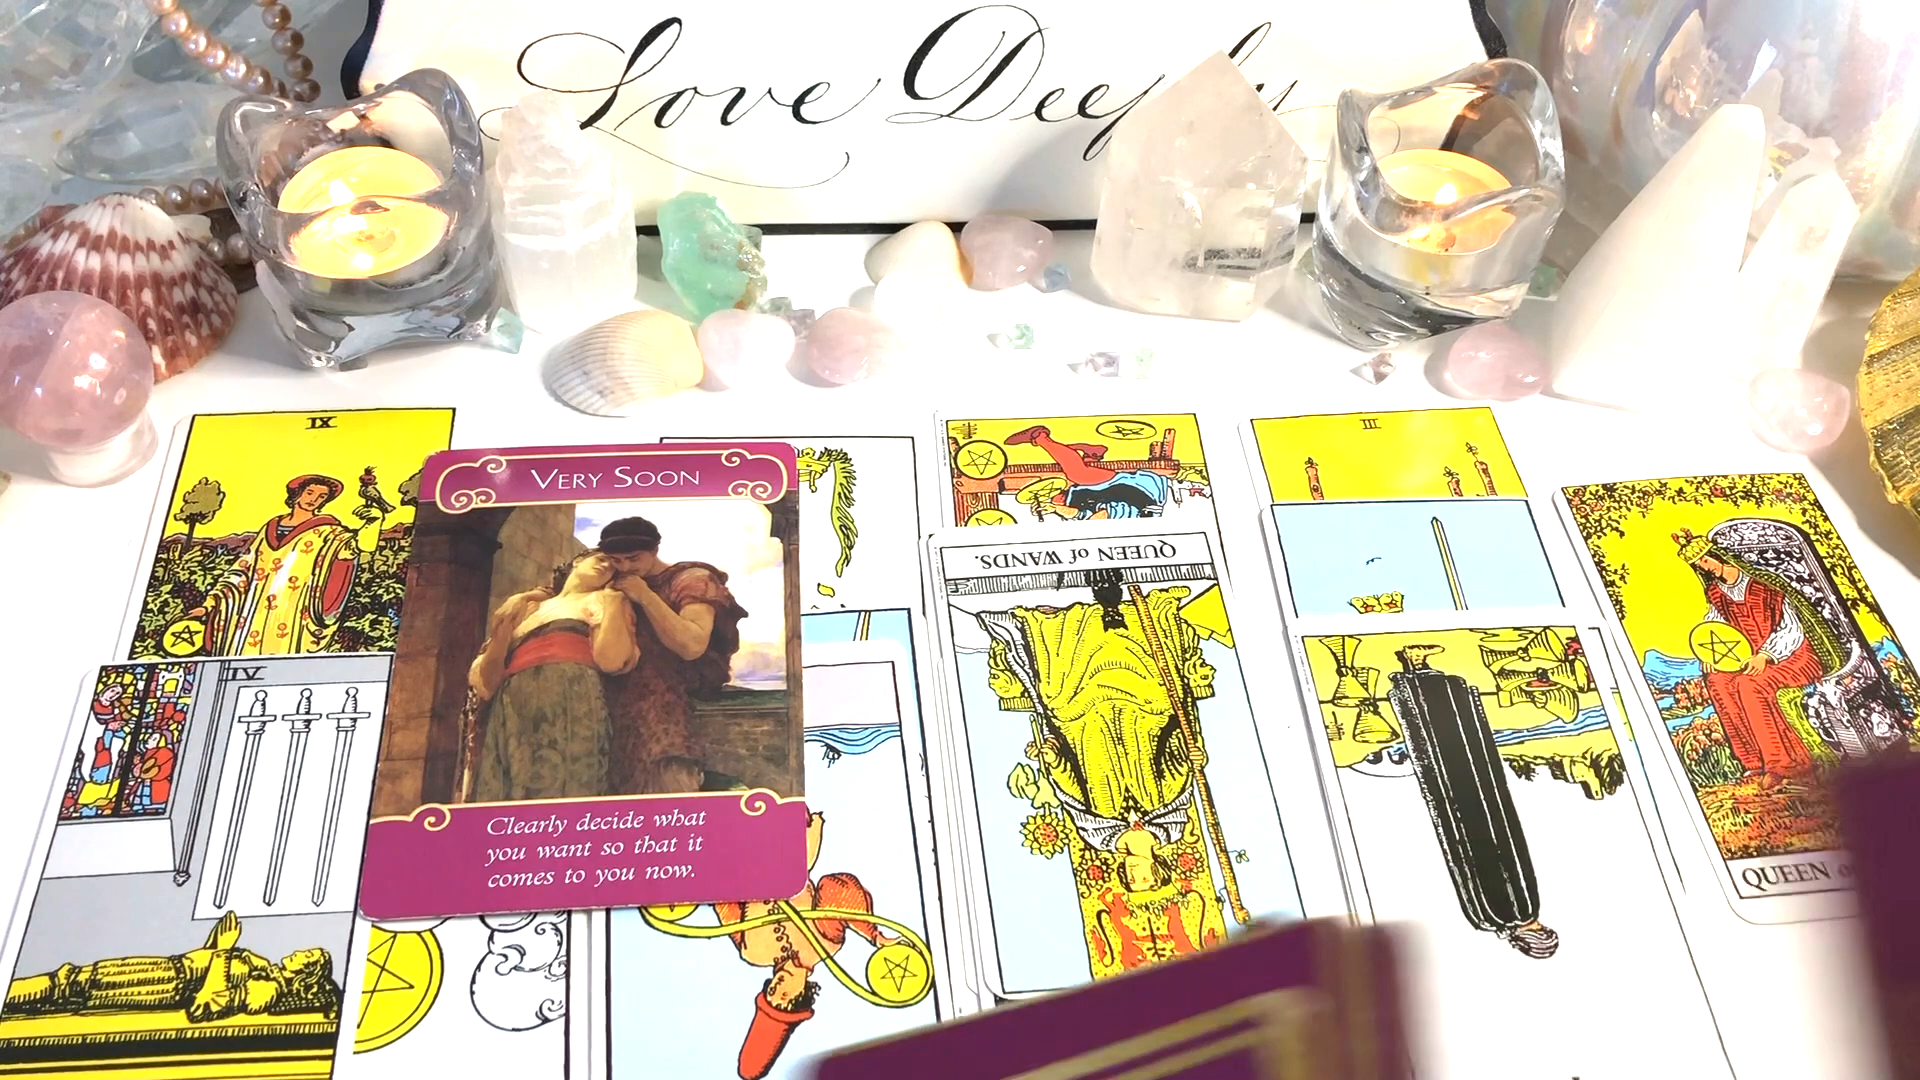 Love Deeply
IX
VERY SOON
III
QUEEN of WANDS.
IV
Clearly decide what
you want so that it
comes to you now.
QUEEN